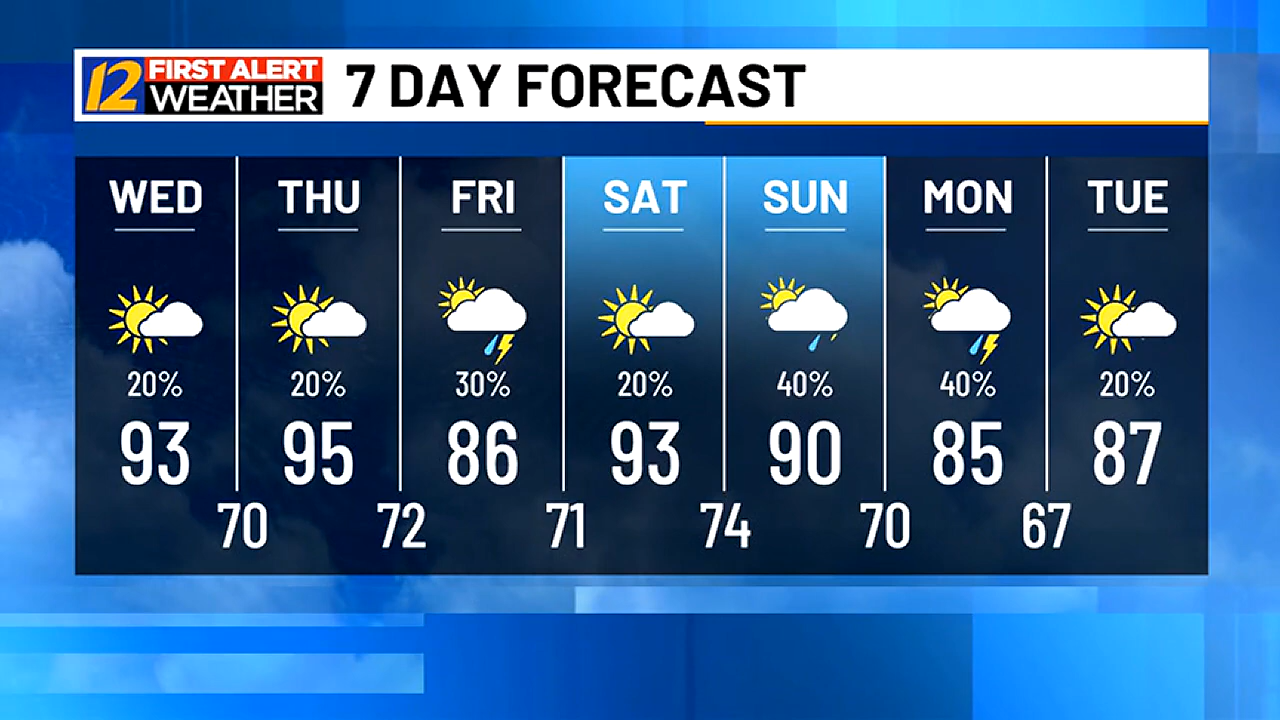 12 FIRST ALERT WEATHER 7 DAY FORECAST
WED THU FRI SAT SUN MON TUE
20% 20% 30% 20% 40% 40% 20%
93 95 86 93 90 85 87
70 72 71 74 70 67